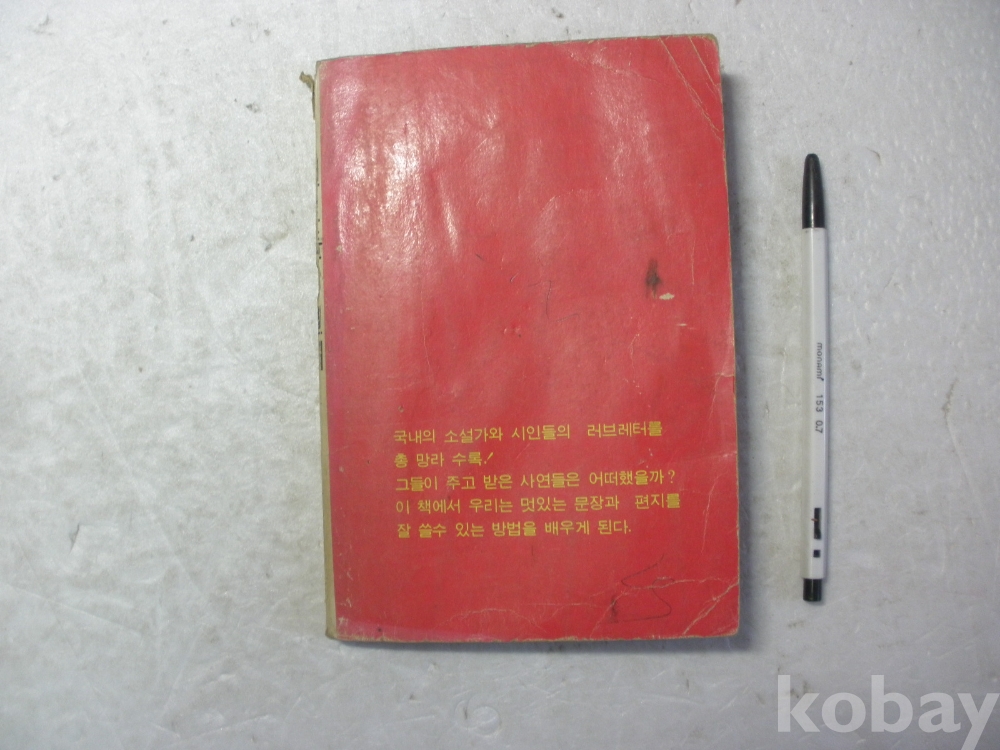 국내의 소설가와 시인들의 러브레터를
총 망라 수록!
그들이 주고 받은 사연들은 어떠했을까?
이 책에서 우리는 멋있는 문장과 편지를
잘 쓸수 있는 방법을 배우게 된다.
monami 153 0.7
kobay